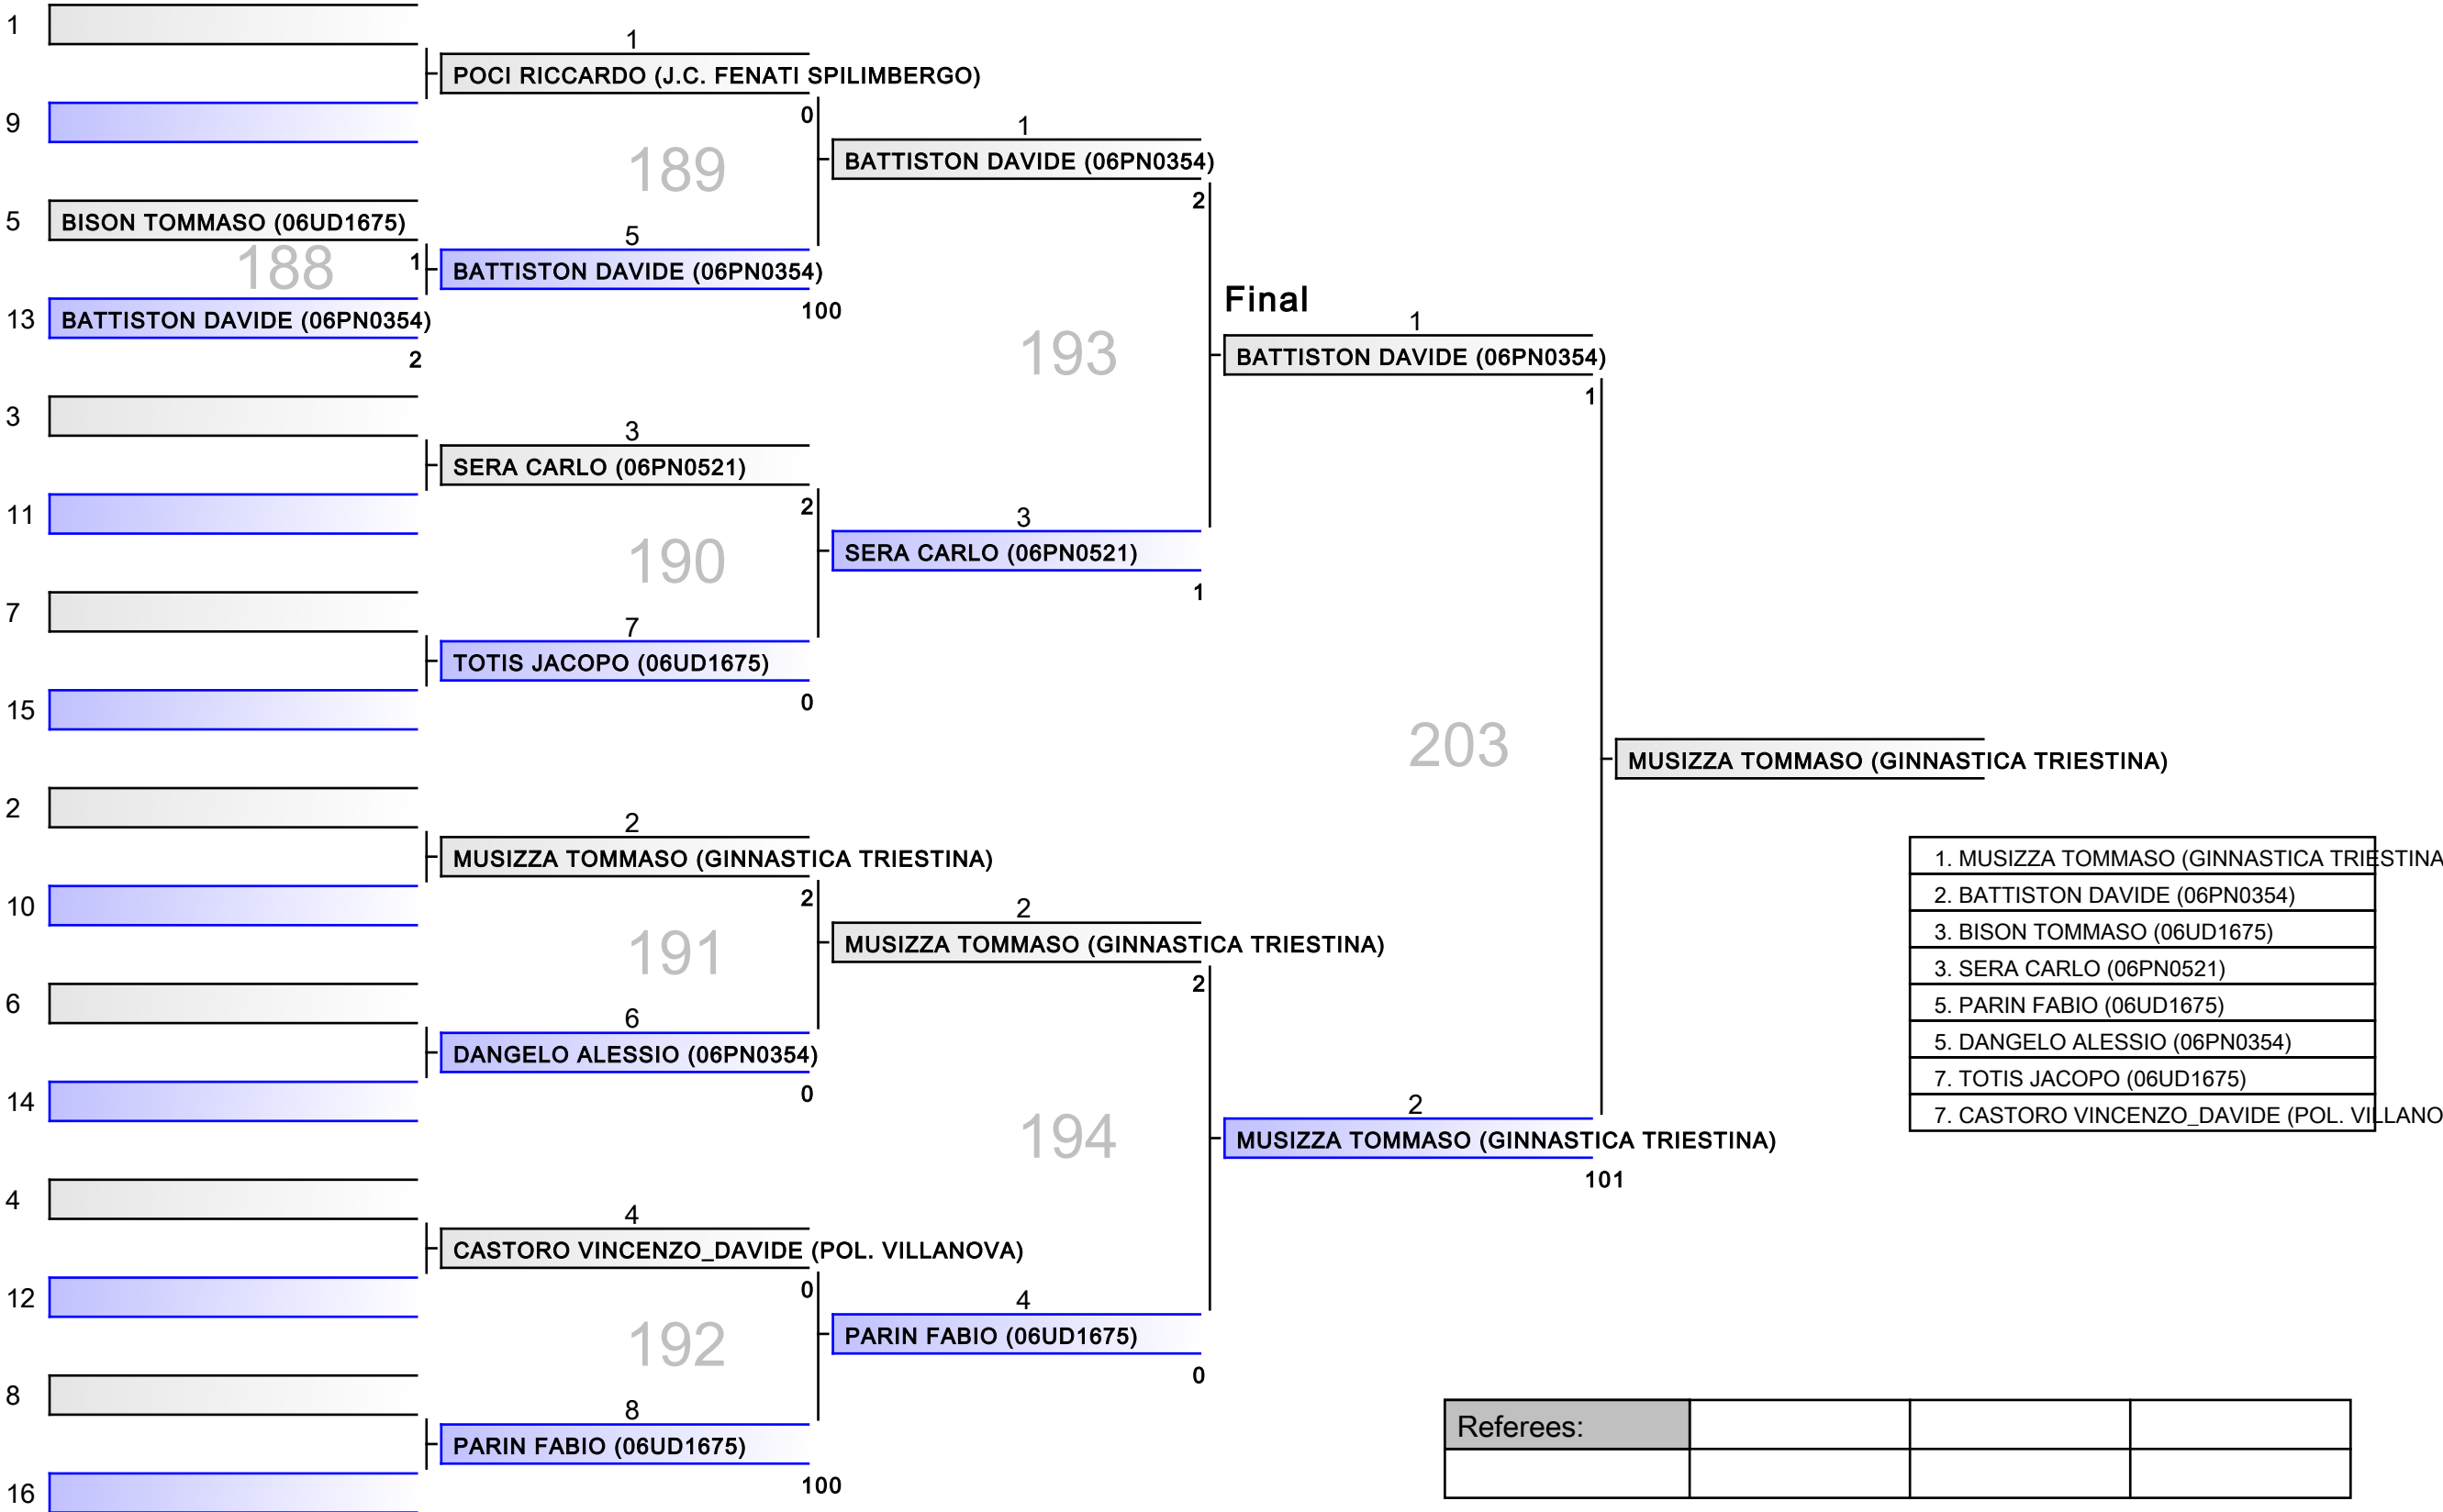 1
1
POCI RICCARDO (J.C. FENATI SPILIMBERGO)
0
9
1
189
BATTISTON DAVIDE (06PN0354)
2
5
BISON TOMMASO (06UD1675)
5
188
1
BATTISTON DAVIDE (06PN0354)
100
13
BATTISTON DAVIDE (06PN0354)
2
Final
1
193
BATTISTON DAVIDE (06PN0354)
1
3
3
SERA CARLO (06PN0521)
2
11
3
190
SERA CARLO (06PN0521)
1
7
7
TOTIS JACOPO (06UD1675)
0
15
203
MUSIZZA TOMMASO (GINNASTICA TRIESTINA)
2
2
MUSIZZA TOMMASO (GINNASTICA TRIESTINA)
2
10
2
191
MUSIZZA TOMMASO (GINNASTICA TRIESTINA)
2
6
6
DANGELO ALESSIO (06PN0354)
0
14
2
194
MUSIZZA TOMMASO (GINNASTICA TRIESTINA)
101
4
4
CASTORO VINCENZO_DAVIDE (POL. VILLANOVA)
0
12
4
192
PARIN FABIO (06UD1675)
0
8
8
PARIN FABIO (06UD1675)
100
16
1. MUSIZZA TOMMASO (GINNASTICA TRIESTINA
2. BATTISTON DAVIDE (06PN0354)
3. BISON TOMMASO (06UD1675)
3. SERA CARLO (06PN0521)
5. PARIN FABIO (06UD1675)
5. DANGELO ALESSIO (06PN0354)
7. TOTIS JACOPO (06UD1675)
7. CASTORO VINCENZO_DAVIDE (POL. VILLANO
Referees: